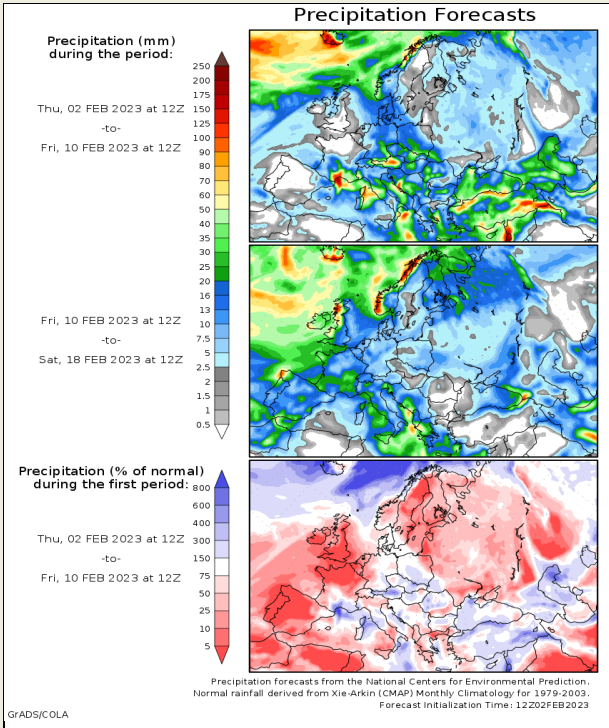 Precipitation Forecasts
Precipitation (mm)
during the period:
Thu, 02 FEB 2023 at 12Z
-to-
Fri, 10 FEB 2023 at 12Z
250
200
175
150
125
100
90
80
70
60
50
40
35
30
25
20
16
13
10
7.5
5
2.5
2
1.5
1
0.5
Fri, 10 FEB 2023 at 12Z
-to-
Sat, 18 FEB 2023 at 12Z
Precipitation (% of normal)
during the first period:
Thu, 02 FEB 2023 at 12Z
-to-
Fri, 10 FEB 2023 at 12Z
800
600
400
300
150
75
50
25
10
5
Precipitation forecasts from the National Centers for Environmental Prediction.
Normal rainfall derived from Xie-Arkin (CMAP) Monthly Climatology for 1979-2003.
Forecast Initialization Time: 12Z02FEB2023
GrADS/COLA